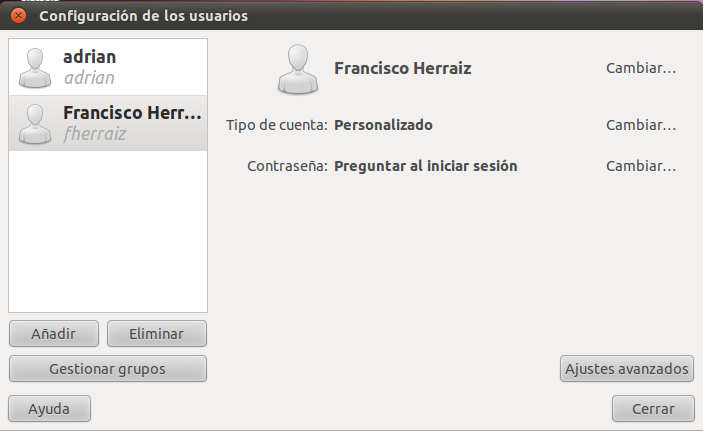 Configuración de los usuarios
adrian
adrian
Francisco Herr...
fherraiz
Francisco Herraiz Cambiar...
Tipo de cuenta: Personalizado Cambiar...
Contraseña: Preguntar al iniciar sesión Cambiar...
Añadir Eliminar
Gestionar grupos Ajustes avanzados
Ayuda Cerrar